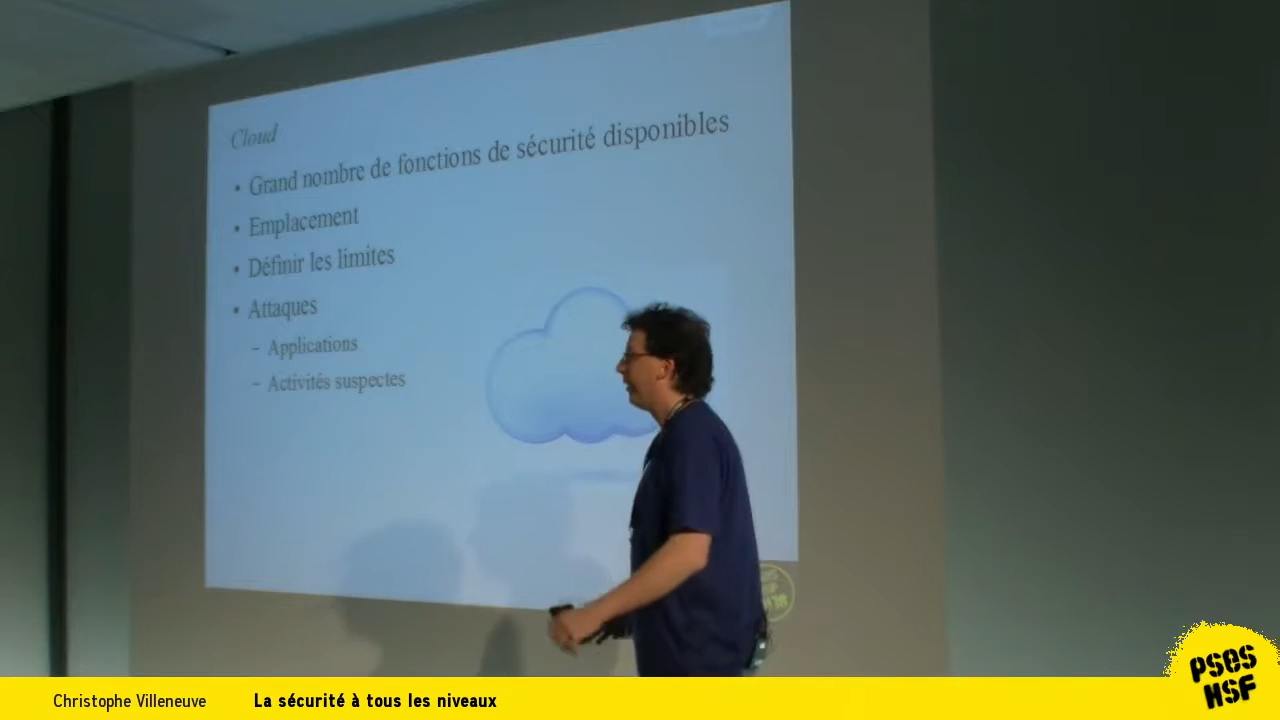 Cloud
• Grand nombre de fonctions de sécurité disponibles
• Emplacement
• Définir les limites
• Attaques
– Applications
– Activités suspectes
Christophe Villeneuve La sécurité à tous les niveaux
PSES
HSF